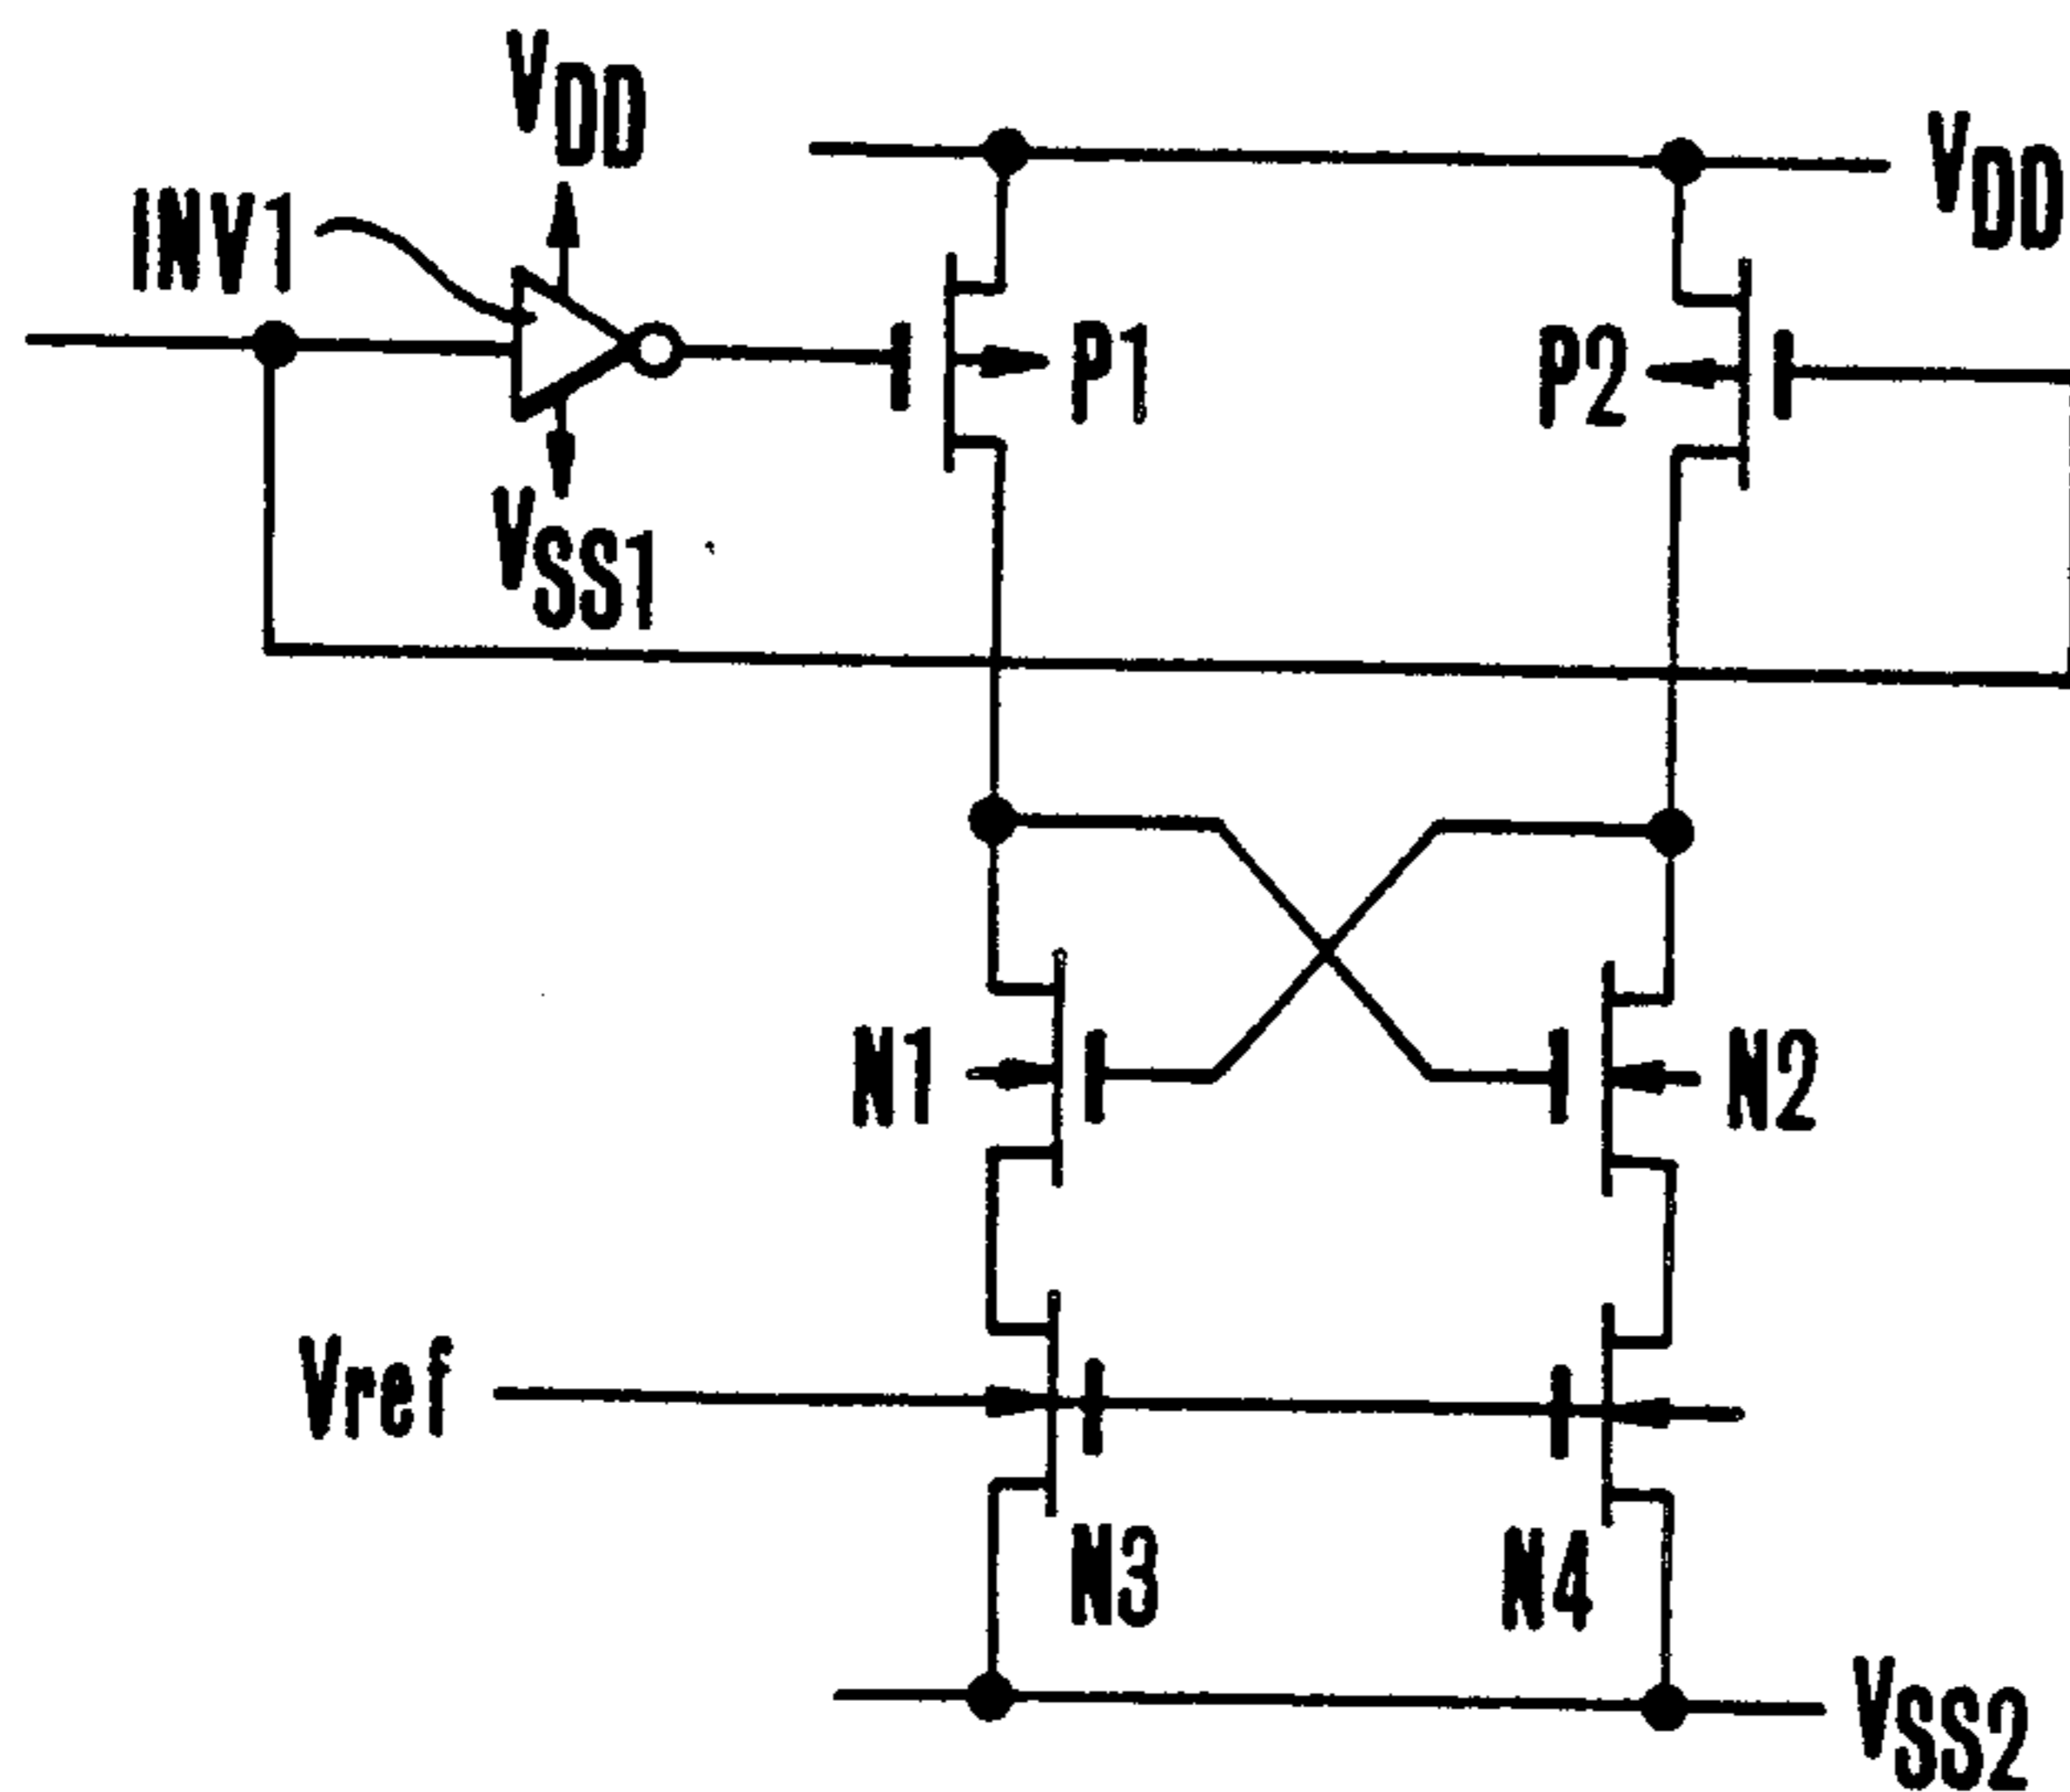 VDD
VDD
INV1
P1
P2
VSS1
N1
N2
Vref
N3
N4
VSS2